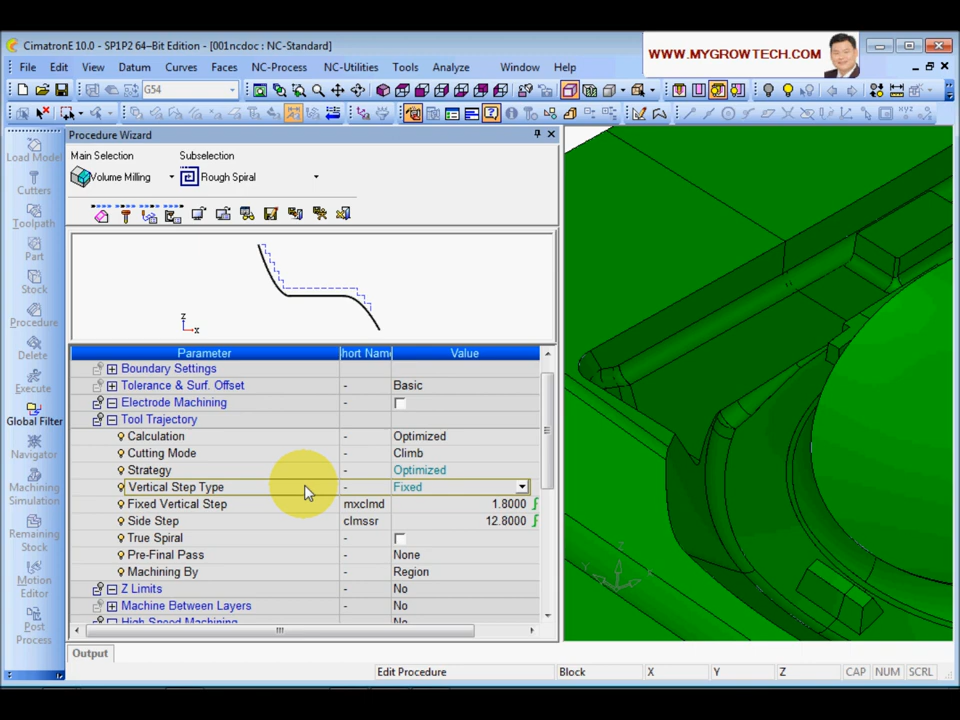 CimatronE 10.0 - SP1P2 64–Bit Edition - [001ncdoc : NC-Standard]
WWW.MYGROWTECH.COM
File Edit View Datum Curves Faces NC-Process NC-Utilities Tools Analyze Window Help
G54
Procedure Wizard
Load Model
Cutters
Toolpath
Part
Stock
Procedure
Delete
Execute
Global Filter
Navigator
Machining Simulation
Remaining Stock
Motion Editor
Post Process
Main Selection Subselection
Volume Milling Rough Spiral
Z
X
Parameter hort Name Value
Boundary Settings
Tolerance & Surf. Offset - Basic
Electrode Machining -
Tool Trajectory
Calculation - Optimized
Cutting Mode - Climb
Strategy - Optimized
Vertical Step Type - Fixed
Fixed Vertical Step mxclmd 1.8000 f
Side Step clmssr 12.8000 f
True Spiral -
Pre-Final Pass - None
Machining By - Region
Z Limits - No
Machine Between Layers - No
High Speed Machining No
Output
Edit Procedure Block X Y Z CAP NUM SCRL